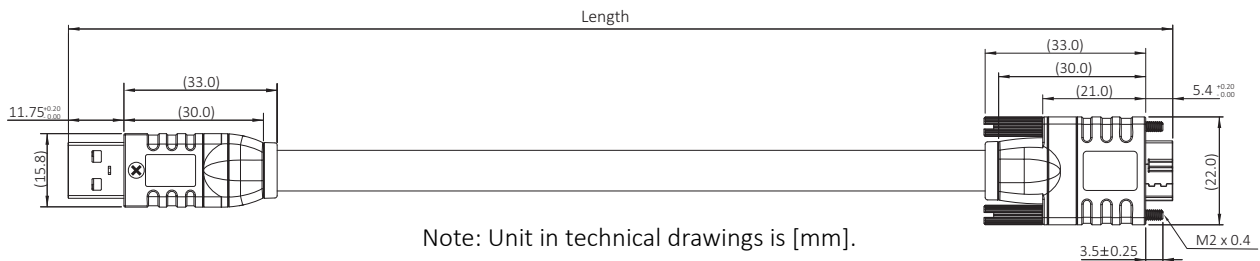 Length
(33.0)
(30.0)
(21.0)
5.4 +0.20 -0.00
(33.0)
(30.0)
11.75 +0.20 0.00
(15.8)
(22.0)
Note: Unit in technical drawings is [mm].
M2 x 0.4
3.5±0.25